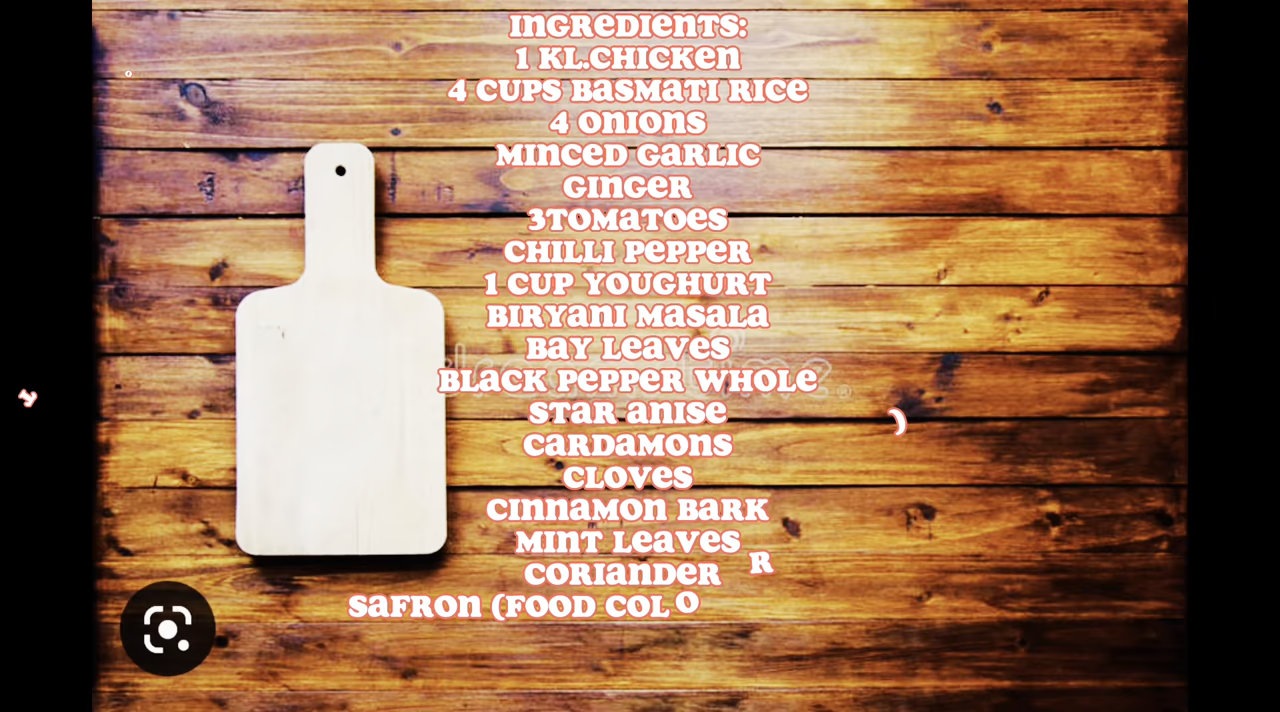 INGREDIENTS:
1 KL.CHICKEN
4 CUPS BASMATI RICE
4 ONIONS
MINCED GARLIC
GINGER
3TOMATOES
CHILLI PEPPER
1 CUP YOUGHURT
BIRYANI MASALA
BAY LEAVES
BLACK PEPPER WHOLE
STAR ANISE
CARDAMONS
CLOVES
CINNAMON BARK
MINT LEAVES
CORIANDER
SAFRON (FOOD COLOR)
y